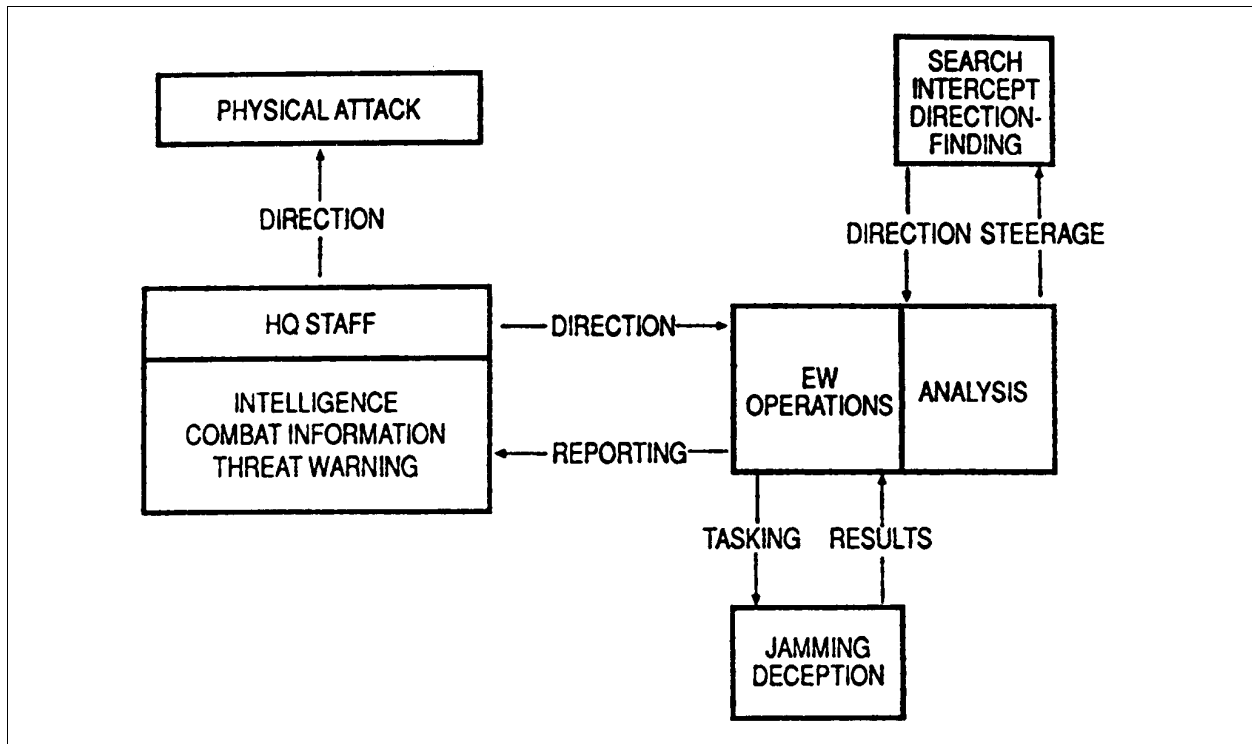 PHYSICAL ATTACK
SEARCH
INTERCEPT
DIRECTION-
FINDING
DIRECTION
DIRECTION STEERAGE
HQ STAFF
INTELLIGENCE
COMBAT INFORMATION
THREAT WARNING
DIRECTION
REPORTING
EW
OPERATIONS
ANALYSIS
TASKING
RESULTS
JAMMING
DECEPTION